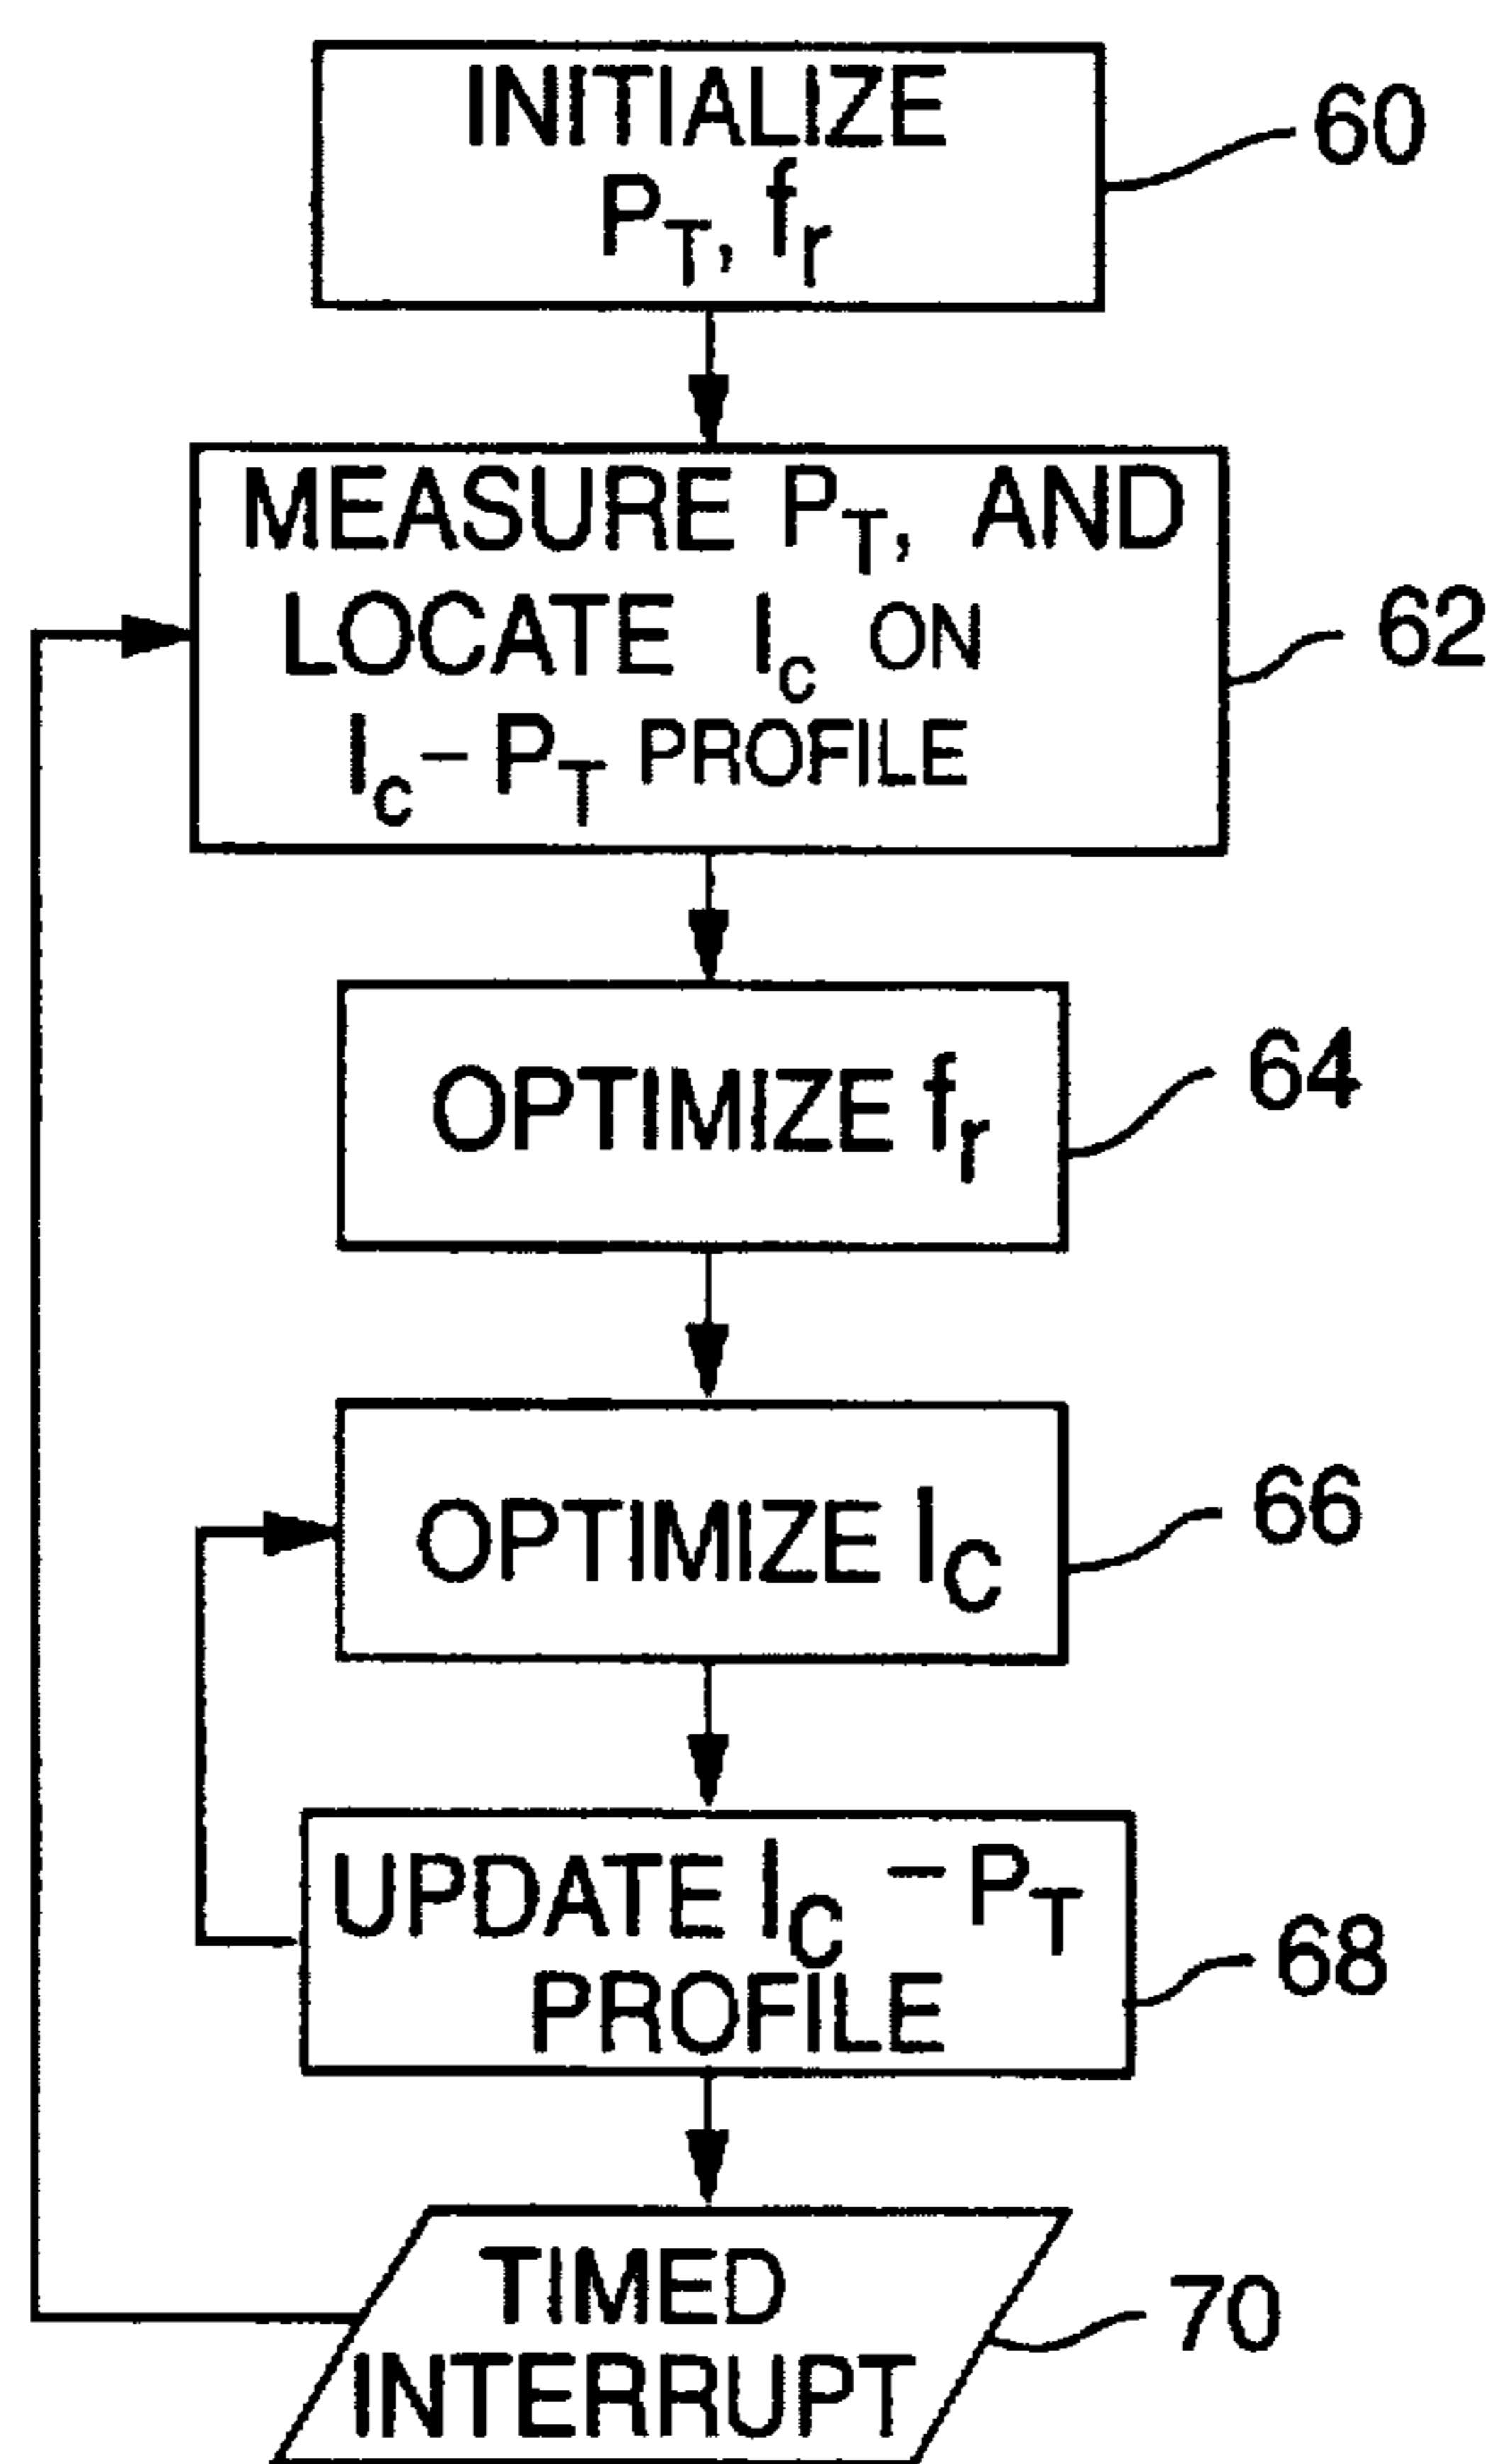 INITIALIZE
P_T, f_r
60
MEASURE P_T, AND
LOCATE I_c ON
I_c – P_T PROFILE
62
OPTIMIZE f_r
64
OPTIMIZE I_C
66
UPDATE I_C – P_T
PROFILE
68
TIMED
INTERRUPT
70